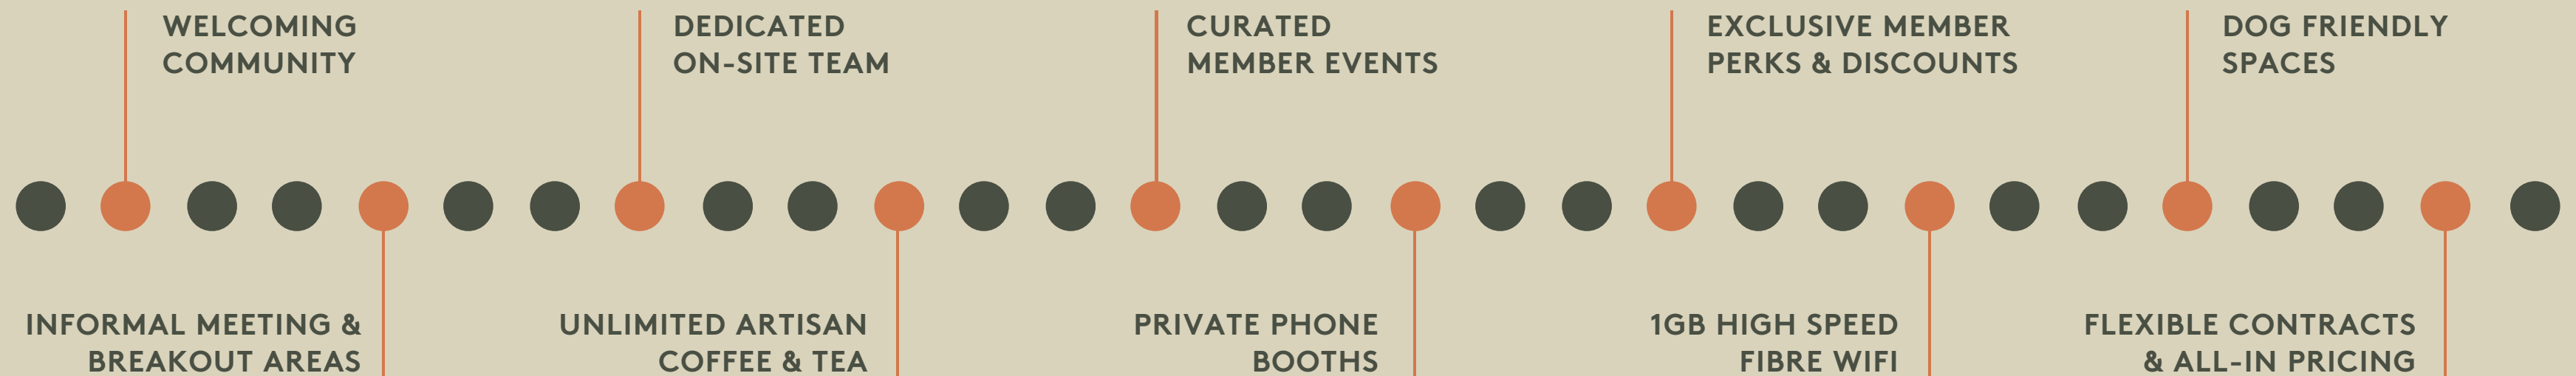 WELCOMING
COMMUNITY
DEDICATED
ON-SITE TEAM
CURATED
MEMBER EVENTS
EXCLUSIVE MEMBER
PERKS & DISCOUNTS
DOG FRIENDLY
SPACES
INFORMAL MEETING &
BREAKOUT AREAS
UNLIMITED ARTISAN
COFFEE & TEA
PRIVATE PHONE
BOOTHS
1GB HIGH SPEED
FIBRE WIFI
FLEXIBLE CONTRACTS
& ALL-IN PRICING